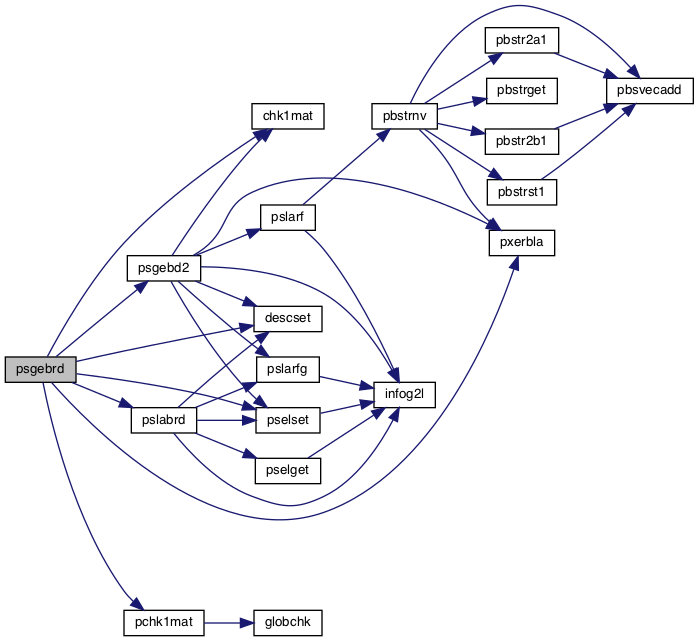 pbstr2a1
pbsvecadd
pbstrget
chk1mat
pbstrnv
pbstr2b1
pbstrst1
pslarf
pxerbla
psgebd2
descset
psgebrd
pslarfg
infog2l
pslabrd
pselset
pselget
pchk1mat
globchk